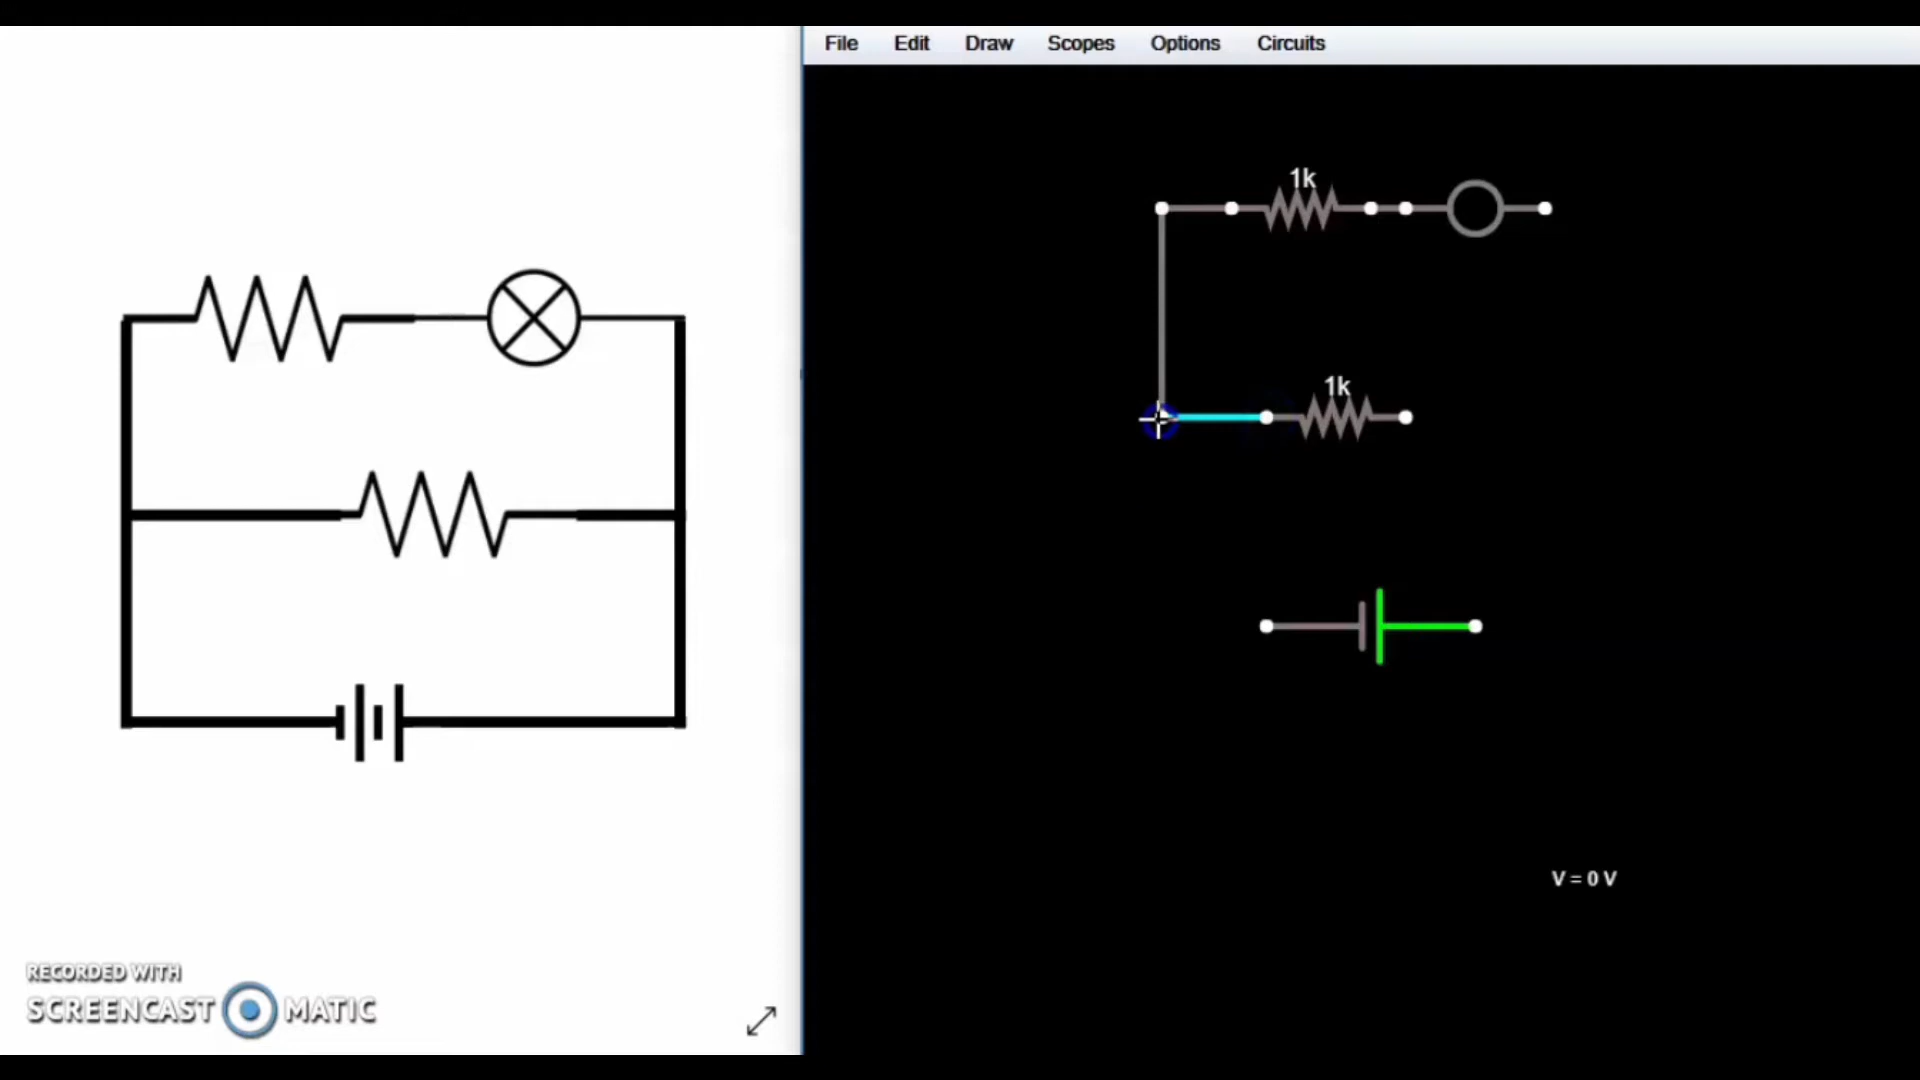 File Edit Draw Scopes Options Circuits
1k
1k
V = 0 V
RECORDED WITH
SCREENCAST MATIC